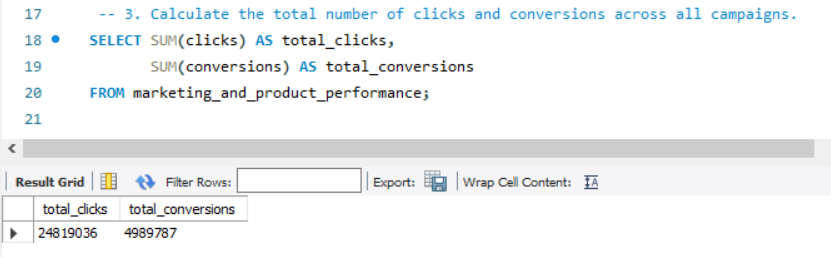 17 -- 3. Calculate the total number of clicks and conversions across all campaigns.
18 SELECT SUM(clicks) AS total_clicks,
19 SUM(conversions) AS total_conversions
20 FROM marketing_and_product_performance;
21
Result Grid Filter Rows: Export: Wrap Cell Content: IA
total_clicks total_conversions
24819036 4989787